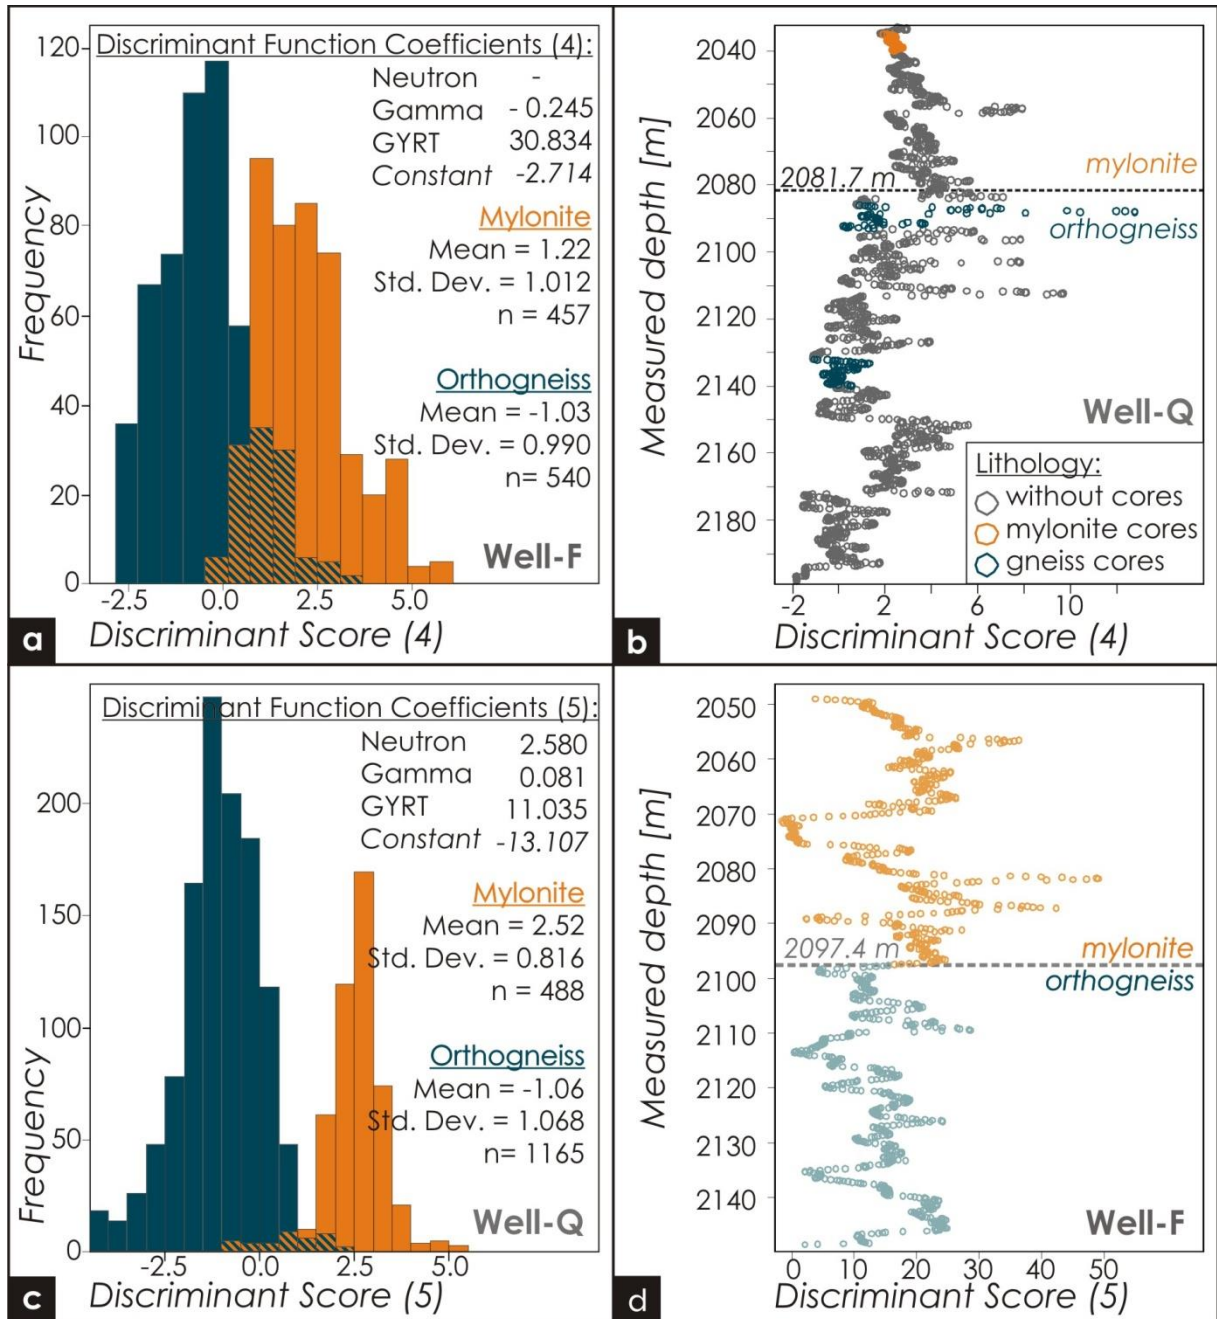 Discriminant Function Coefficients (4):
Neutron -
Gamma - 0.245
GYRT 30.834
Constant -2.714
Mylonite
Mean = 1.22
Std. Dev. = 1.012
n = 457
Orthogneiss
Mean = -1.03
Std. Dev. = 0.990
n= 540
Well-F
Frequency
120
100
80
60
40
20
0
-2.5 0.0 2.5 5.0
Discriminant Score (4)
a
Measured depth [m]
2040
2060
2080
2100
2120
2140
2160
2180
mylonite
2081.7 m
orthogneiss
Well-Q
Lithology:
without cores
mylonite cores
gneiss cores
-2 2 6 10
Discriminant Score (4)
b
Discriminant Function Coefficients (5):
Neutron 2.580
Gamma 0.081
GYRT 11.035
Constant -13.107
Mylonite
Mean = 2.52
Std. Dev. = 0.816
n = 488
Orthogneiss
Mean = -1.06
Std. Dev. = 1.068
n= 1165
Well-Q
Frequency
200
150
100
50
0
-2.5 0.0 2.5 5.0
Discriminant Score (5)
c
Measured depth [m]
2050
2060
2070
2080
2090
2100
2110
2120
2130
2140
2097.4 m
mylonite
orthogneiss
Well-F
0 10 20 30 40 50
Discriminant Score (5)
d